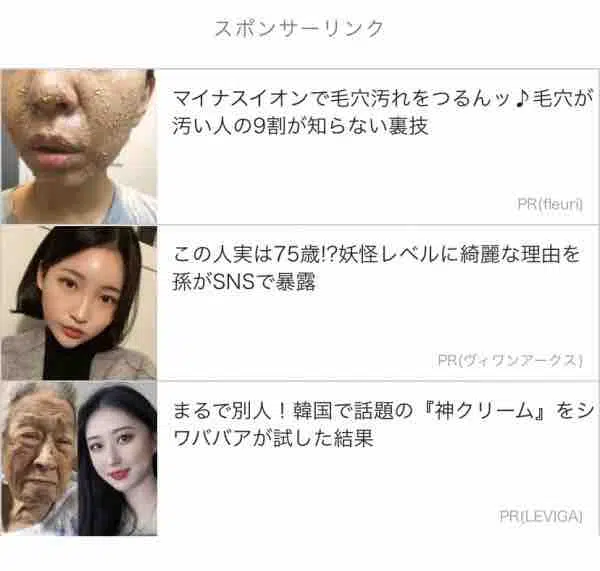 スポンサーリンク
マイナスイオンで毛穴汚れをつるんッ♪毛穴が
汚い人の9割が知らない裏技
PR(fleuri)
この人実は75歳!?妖怪レベルに綺麗な理由を
孫がSNSで暴露
PR(ヴィワンアークス)
まるで別人！韓国で話題の『神クリーム』をシ
ワババアが試した結果
PR(LEVIGA)